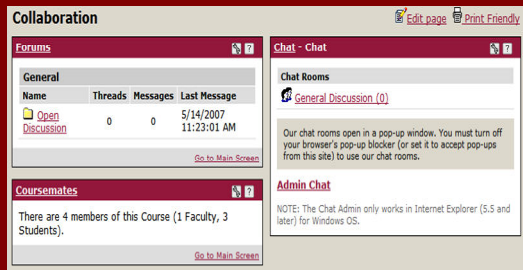 Collaboration
Edit page Print Friendly
Forums
?
General
Name Threads Messages Last Message
Open Discussion 0 0 5/14/2007 11:23:01 AM
Go to Main Screen
Coursemates
?
There are 4 members of this Course (1 Faculty, 3
Students).
Go to Main Screen
Chat - Chat
?
Chat Rooms
General Discussion (0)
Our chat rooms open in a pop-up window. You must turn off
your browser's pop-up blocker (or set it to accept pop-ups
from this site) to use our chat rooms.
Admin Chat
NOTE: The Chat Admin only works in Internet Explorer (5.5 and
later) for Windows OS.